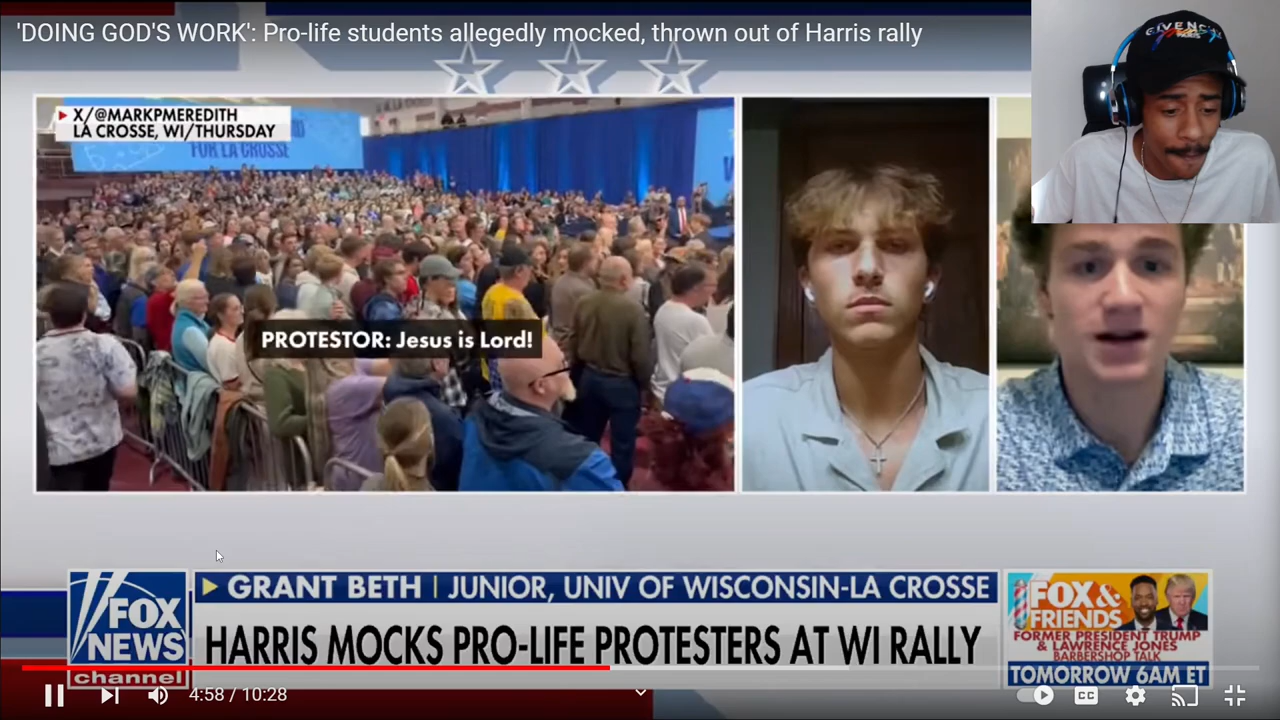 'DOING GOD'S WORK': Pro-life students allegedly mocked, thrown out of Harris rally
GIVENCHY
PARIS
X/@MARKPMEREDITH
LA CROSSE, WI/THURSDAY
FOR LA CROSSE
PROTESTOR: Jesus is Lord!
GRANT BETH | JUNIOR, UNIV OF WISCONSIN-LA CROSSE
HARRIS MOCKS PRO-LIFE PROTESTERS AT WI RALLY
FOX
NEWS
channel
FOX &
FRIENDS
FORMER PRESIDENT TRUMP
& LAWRENCE JONES
BARBERSHOP TALK
TOMORROW 6AM ET
4:58 / 10:28
CC